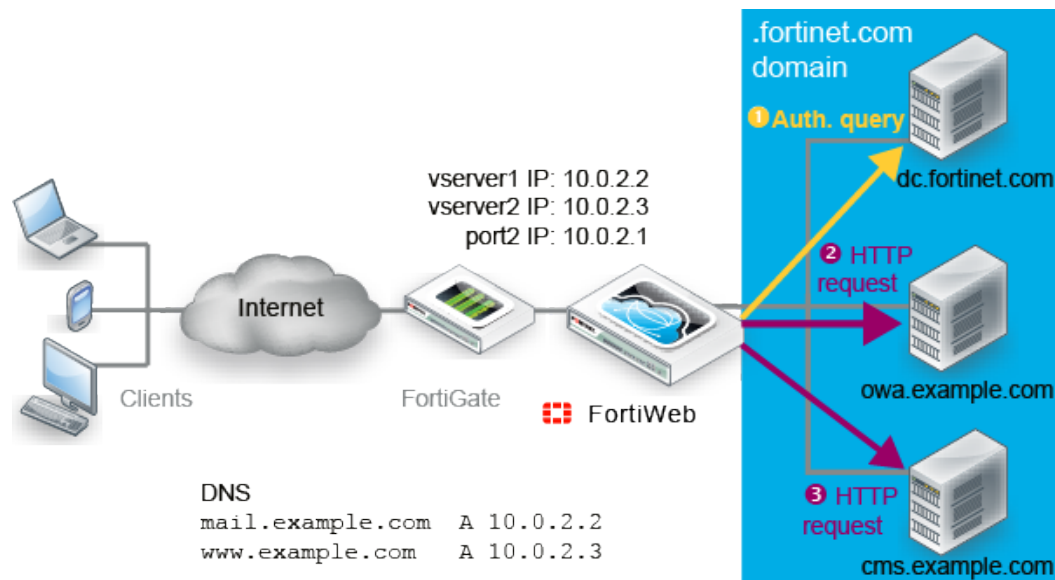 .fortinet.com
domain
1 Auth. query
dc.fortinet.com
vserver1 IP: 10.0.2.2
vserver2 IP: 10.0.2.3
port2 IP: 10.0.2.1
2 HTTP
request
Internet
owa.example.com
Clients
FortiGate
FortiWeb
3 HTTP
request
cms.example.com
DNS
mail.example.com A 10.0.2.2
www.example.com A 10.0.2.3